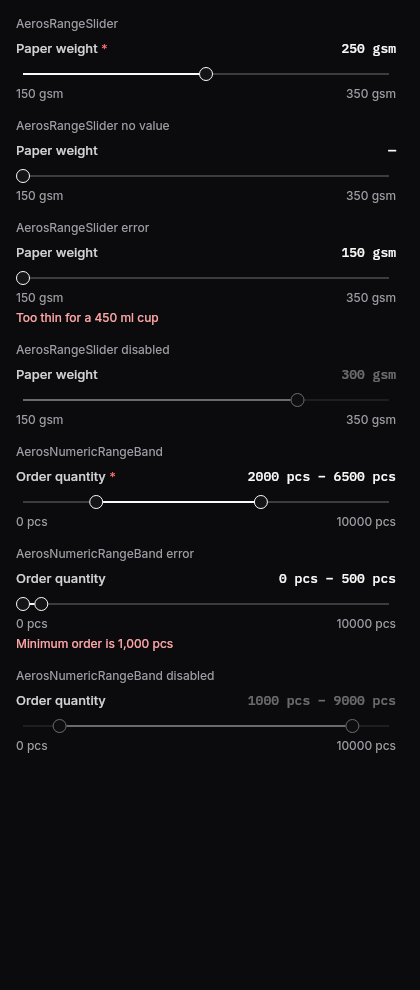 AerosRangeSlider
Paper weight * 250 gsm
150 gsm 350 gsm
AerosRangeSlider no value
Paper weight —
150 gsm 350 gsm
AerosRangeSlider error
Paper weight 150 gsm
150 gsm 350 gsm
Too thin for a 450 ml cup
AerosRangeSlider disabled
Paper weight 300 gsm
150 gsm 350 gsm
AerosNumericRangeBand
Order quantity * 2000 pcs – 6500 pcs
0 pcs 10000 pcs
AerosNumericRangeBand error
Order quantity 0 pcs – 500 pcs
0 pcs 10000 pcs
Minimum order is 1,000 pcs
AerosNumericRangeBand disabled
Order quantity 1000 pcs – 9000 pcs
0 pcs 10000 pcs